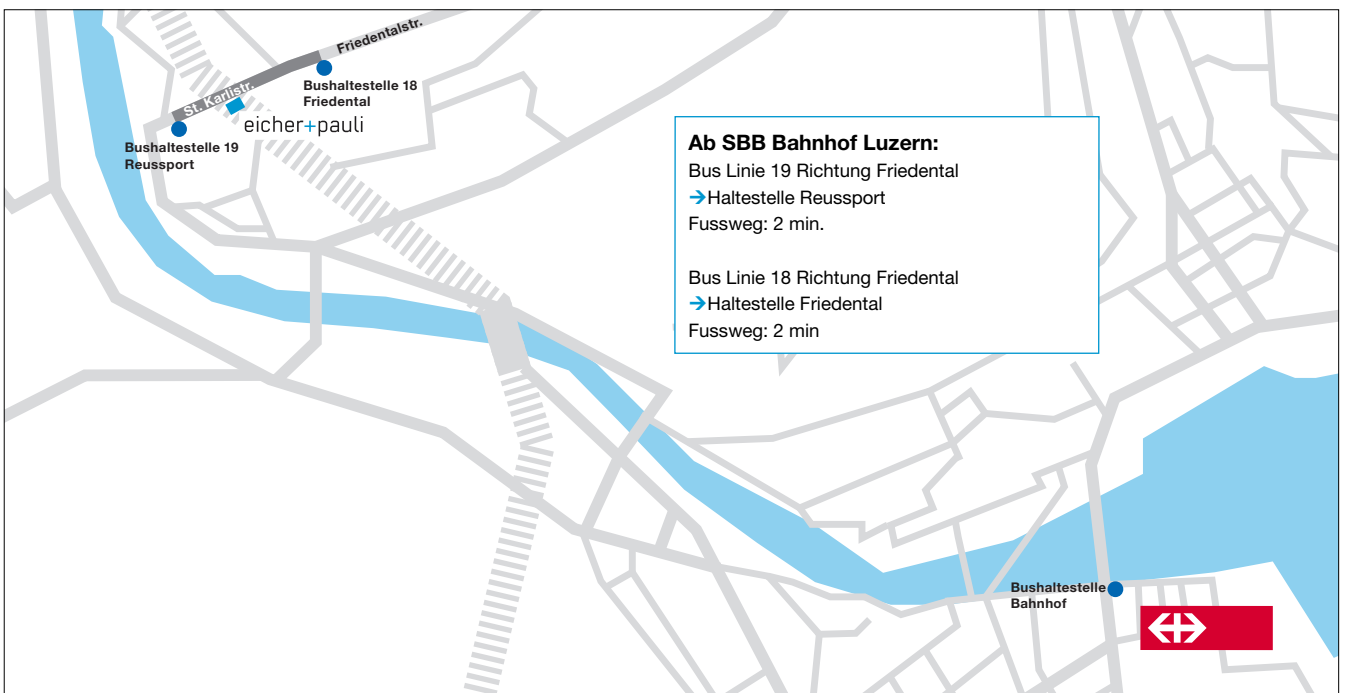 Friedentalstr.
St. Karlistr.
Bushaltestelle 18
Friedental
eicher+pauli
Bushaltestelle 19
Reussport
Ab SBB Bahnhof Luzern:
Bus Linie 19 Richtung Friedental
→Haltestelle Reussport
Fussweg: 2 min.
Bus Linie 18 Richtung Friedental
→Haltestelle Friedental
Fussweg: 2 min
Bushaltestelle
Bahnhof